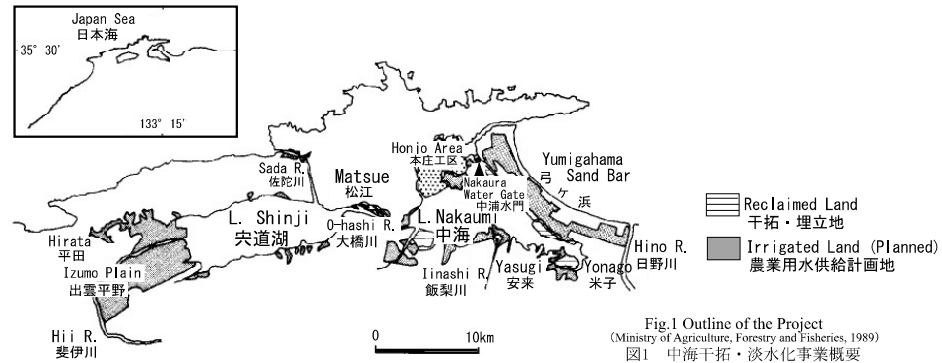 Japan Sea
日本海
35° 30'
133° 15'
Honjo Area
本庄工区
Sada R.
佐陀川
Matsue
松江
Nakaura
Water Gate
中浦水門
Yumigahama
Sand Bar
弓ヶ浜
L. Shinji
宍道湖
O-hashi R.
大橋川
L. Nakaumi
中海
Hirata
平田
Izumo Plain
出雲平野
Hii R.
斐伊川
Iinashi R.
飯梨川
Yasugi
安来
Yonago
米子
Hino R.
日野川
Reclaimed Land
干拓・埋立地
Irrigated Land (Planned)
農業用水供給計画地
0 10km
Fig.1 Outline of the Project
(Ministry of Agriculture, Forestry and Fisheries, 1989)
図1 中海干拓・淡水化事業概要